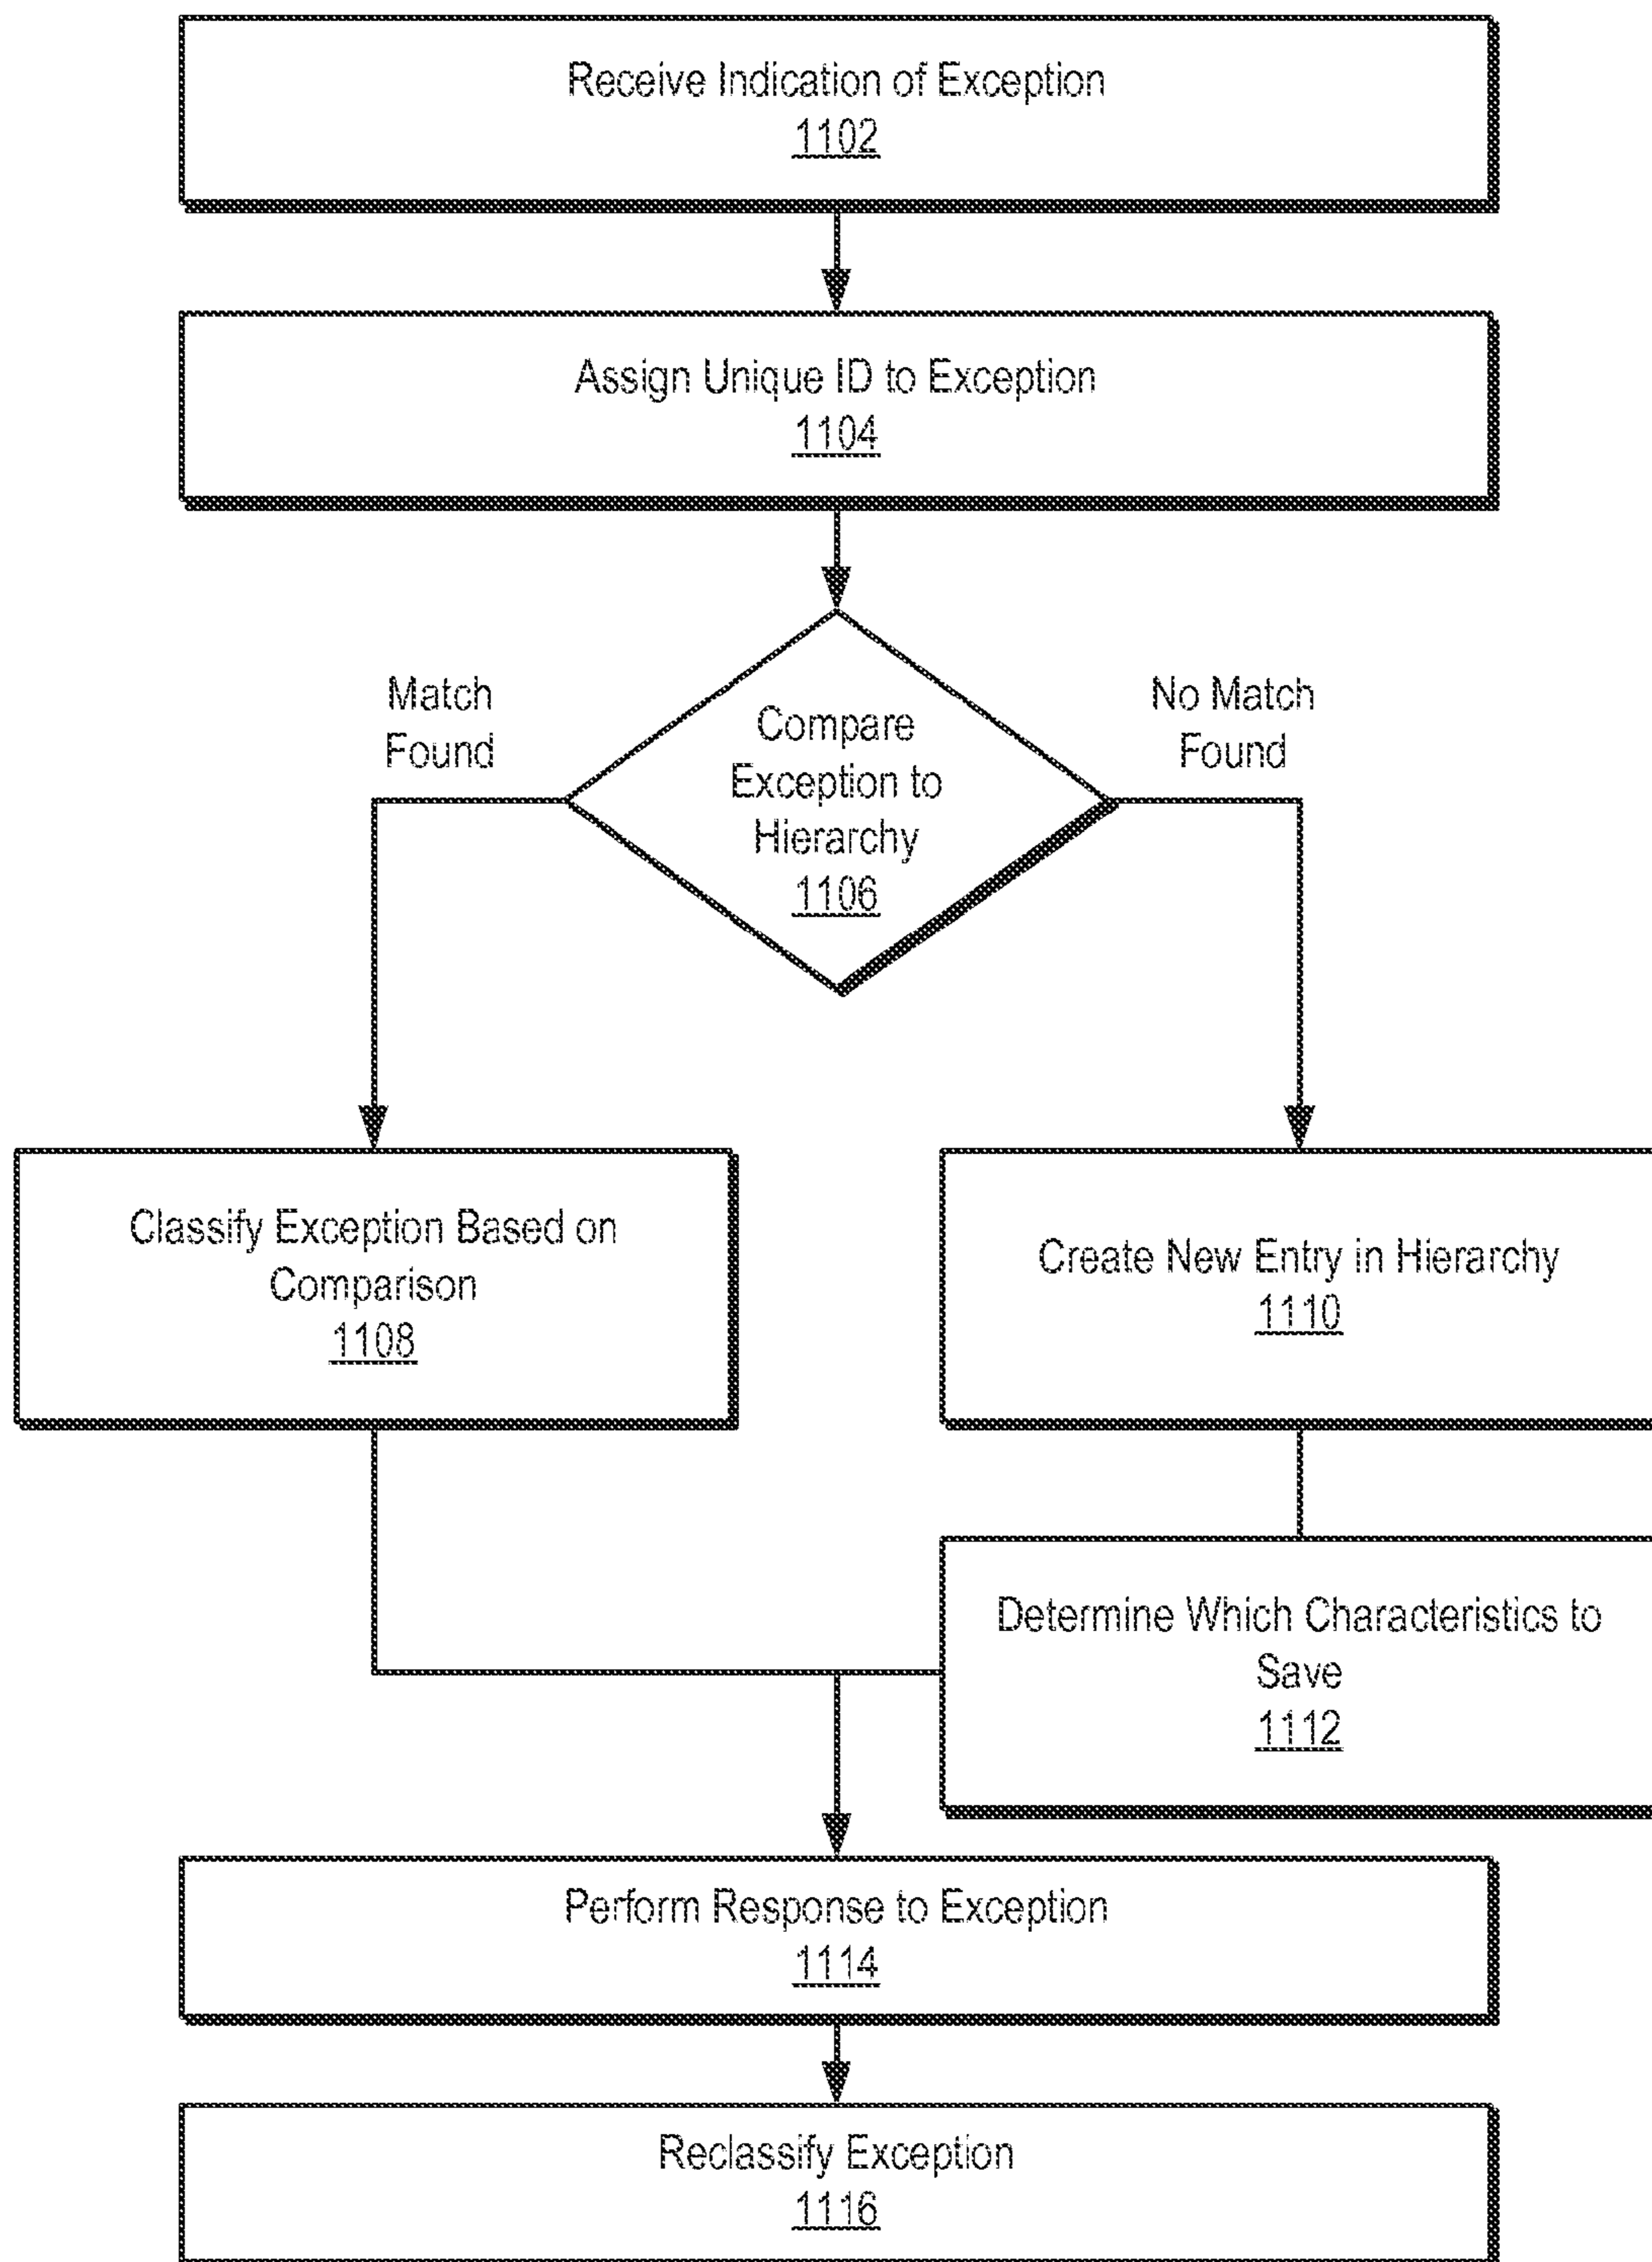 Receive Indication of Exception
1102
Assign Unique ID to Exception
1104
Match
Found
No Match
Found
Compare
Exception to
Hierarchy
1106
Classify Exception Based on
Comparison
1108
Create New Entry in Hierarchy
1110
Determine Which Characteristics to
Save
1112
Perform Response to Exception
1114
Reclassify Exception
1116